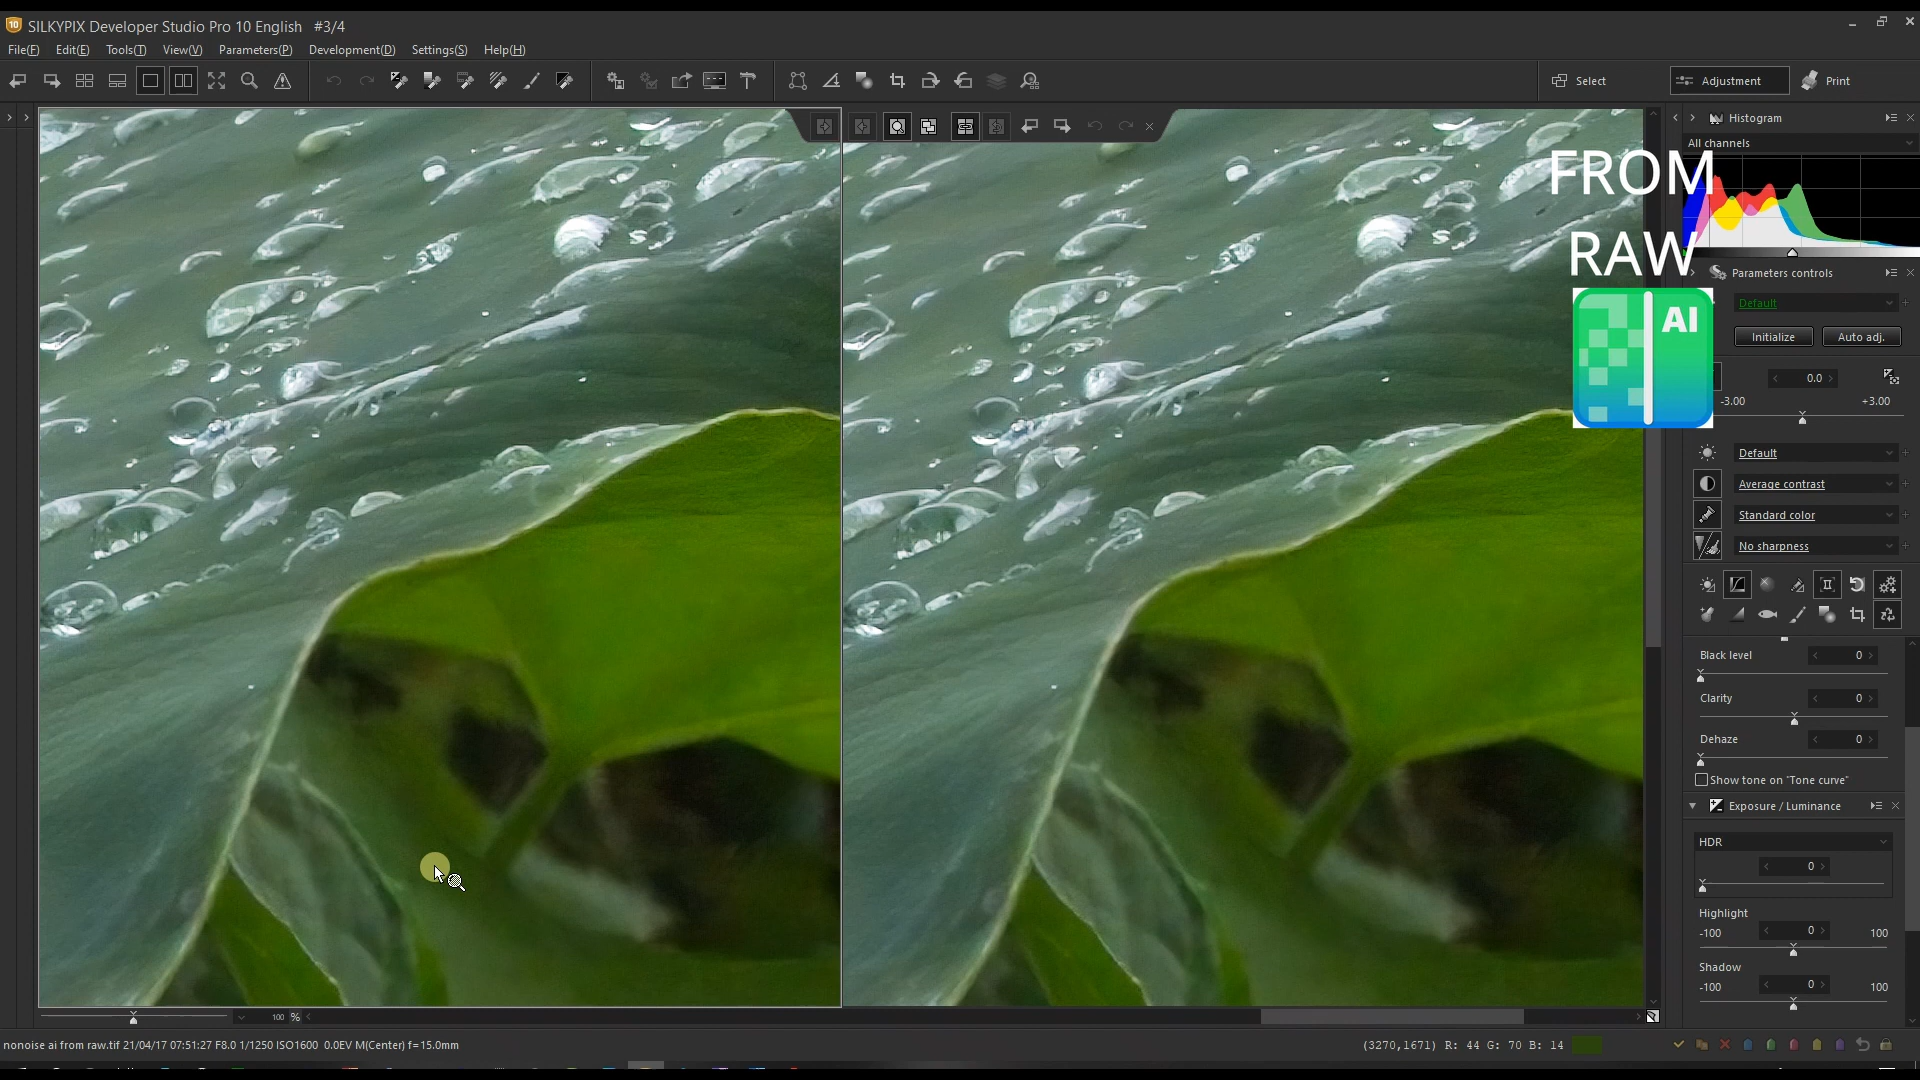 SILKYPIX Developer Studio Pro 10 English #3/4
File(F) Edit(E) Tools(T) View(V) Parameters(P) Development(D) Settings(S) Help(H)
Select Adjustment Print
Histogram
All channels
FROM
RAW
AI
Parameters controls
Default
Initialize Auto adj.
0.0
-3.00 +3.00
Default
Average contrast
Standard color
No sharpness
Black level 0
Clarity 0
Dehaze 0
Show tone on "Tone curve"
Exposure / Luminance
HDR
0
Highlight
-100 0 100
Shadow
-100 0 100
100 %
nonoise ai from raw.tif 21/04/17 07:51:27 F8.0 1/1250 ISO1600 0.0EV M(Center) f=15.0mm
(3270,1671) R: 44 G: 70 B: 14